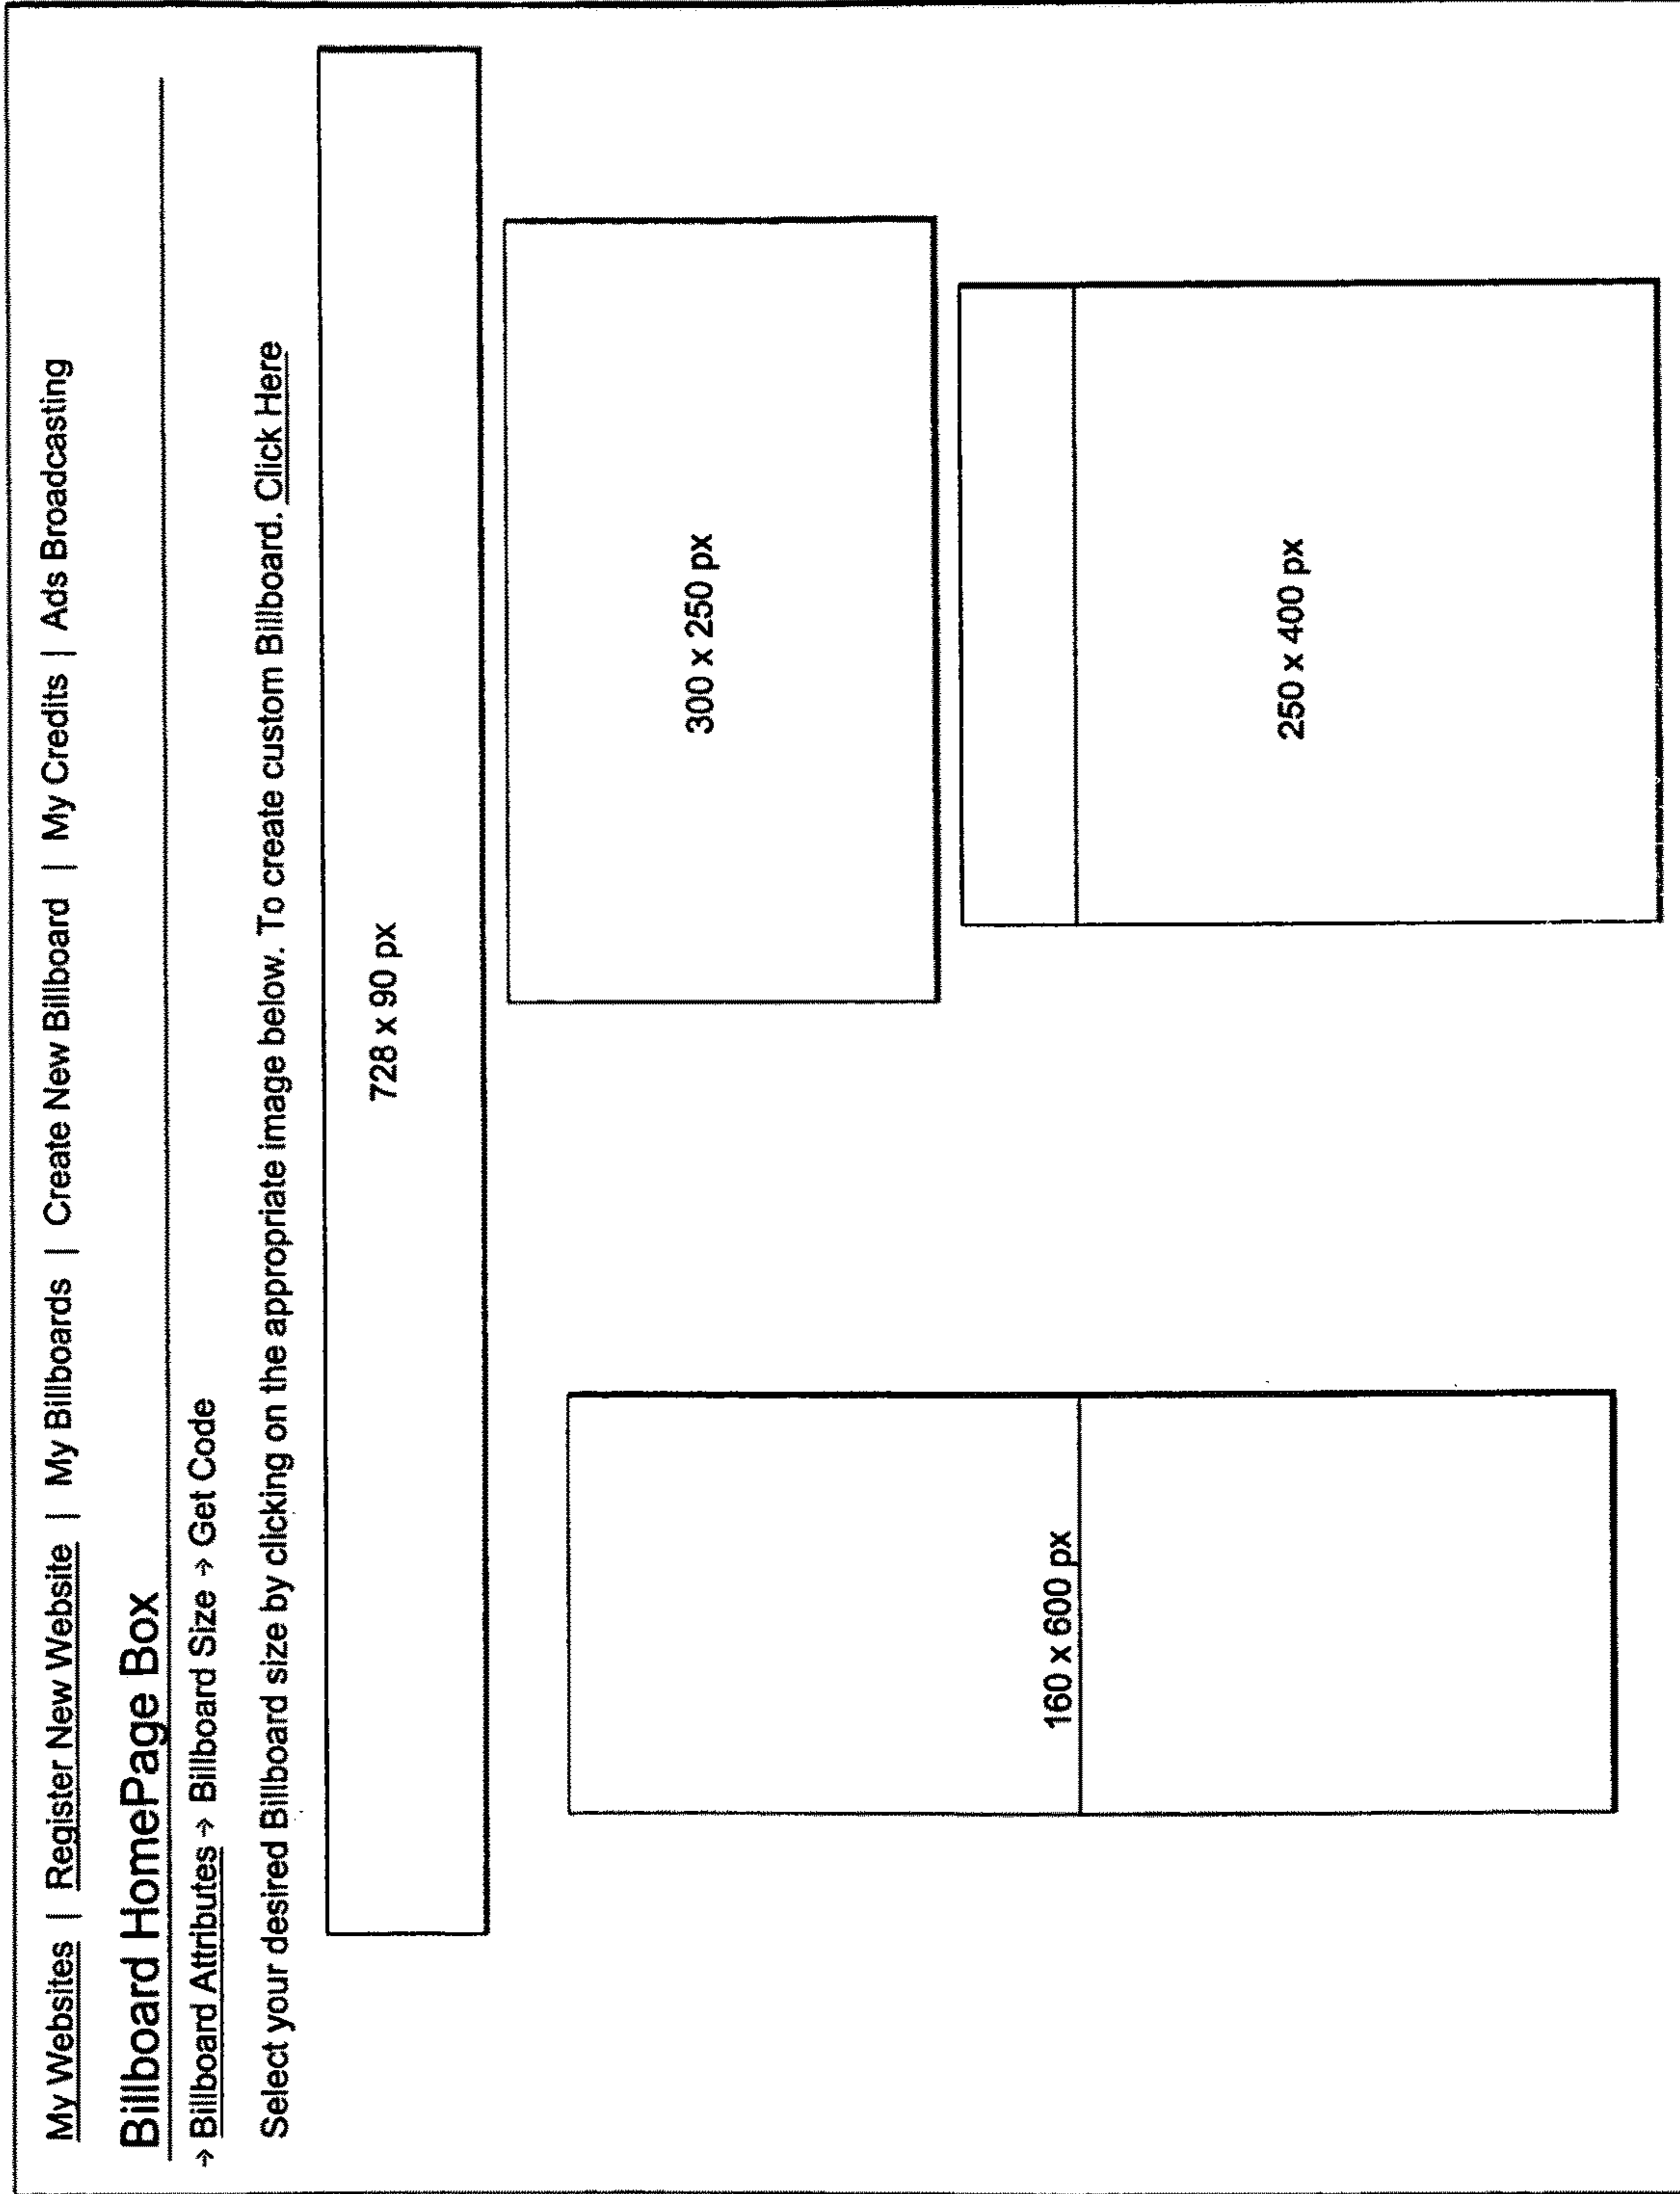 My Websites | Register New Website | My Billboards | Create New Billboard | My Credits | Ads Broadcasting
Billboard HomePage Box
→ Billboard Attributes → Billboard Size → Get Code
Select your desired Billboard size by clicking on the appropriate image below. To create custom Billboard. Click Here
728 x 90 px
300 x 250 px
160 x 600 px
250 x 400 px